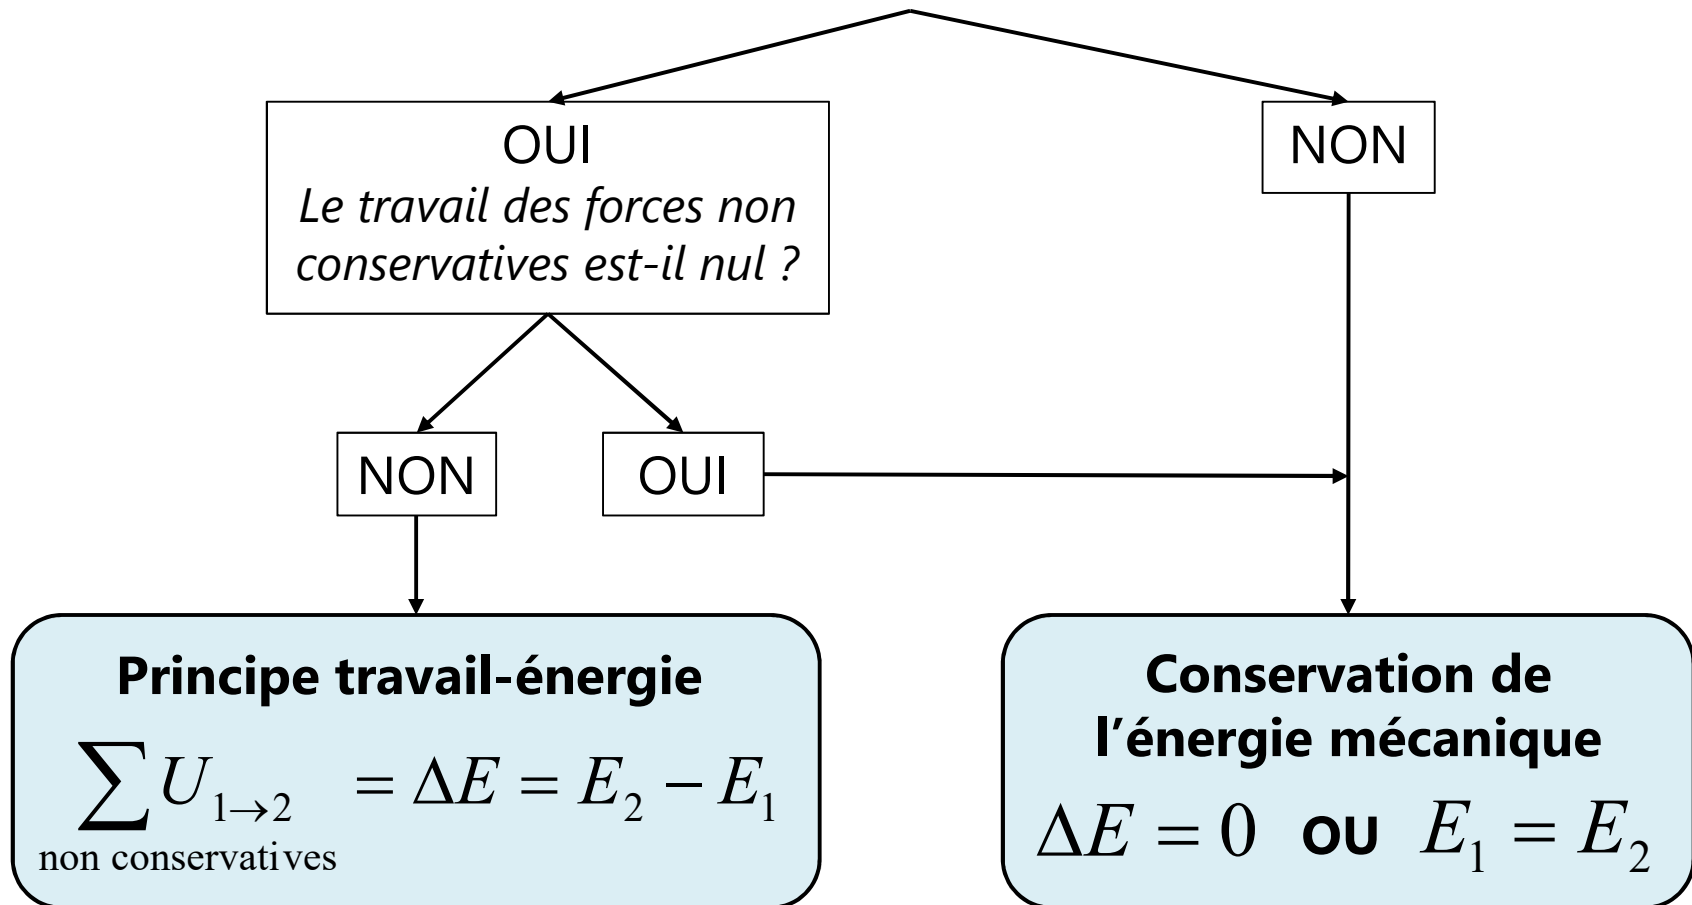 OUI
Le travail des forces non
conservatives est-il nul ?
NON
NON
OUI
Principe travail-énergie
∑ U₁→₂ = ΔE = E₂ − E₁
non conservatives
Conservation de
l’énergie mécanique
ΔE = 0 OU E₁ = E₂